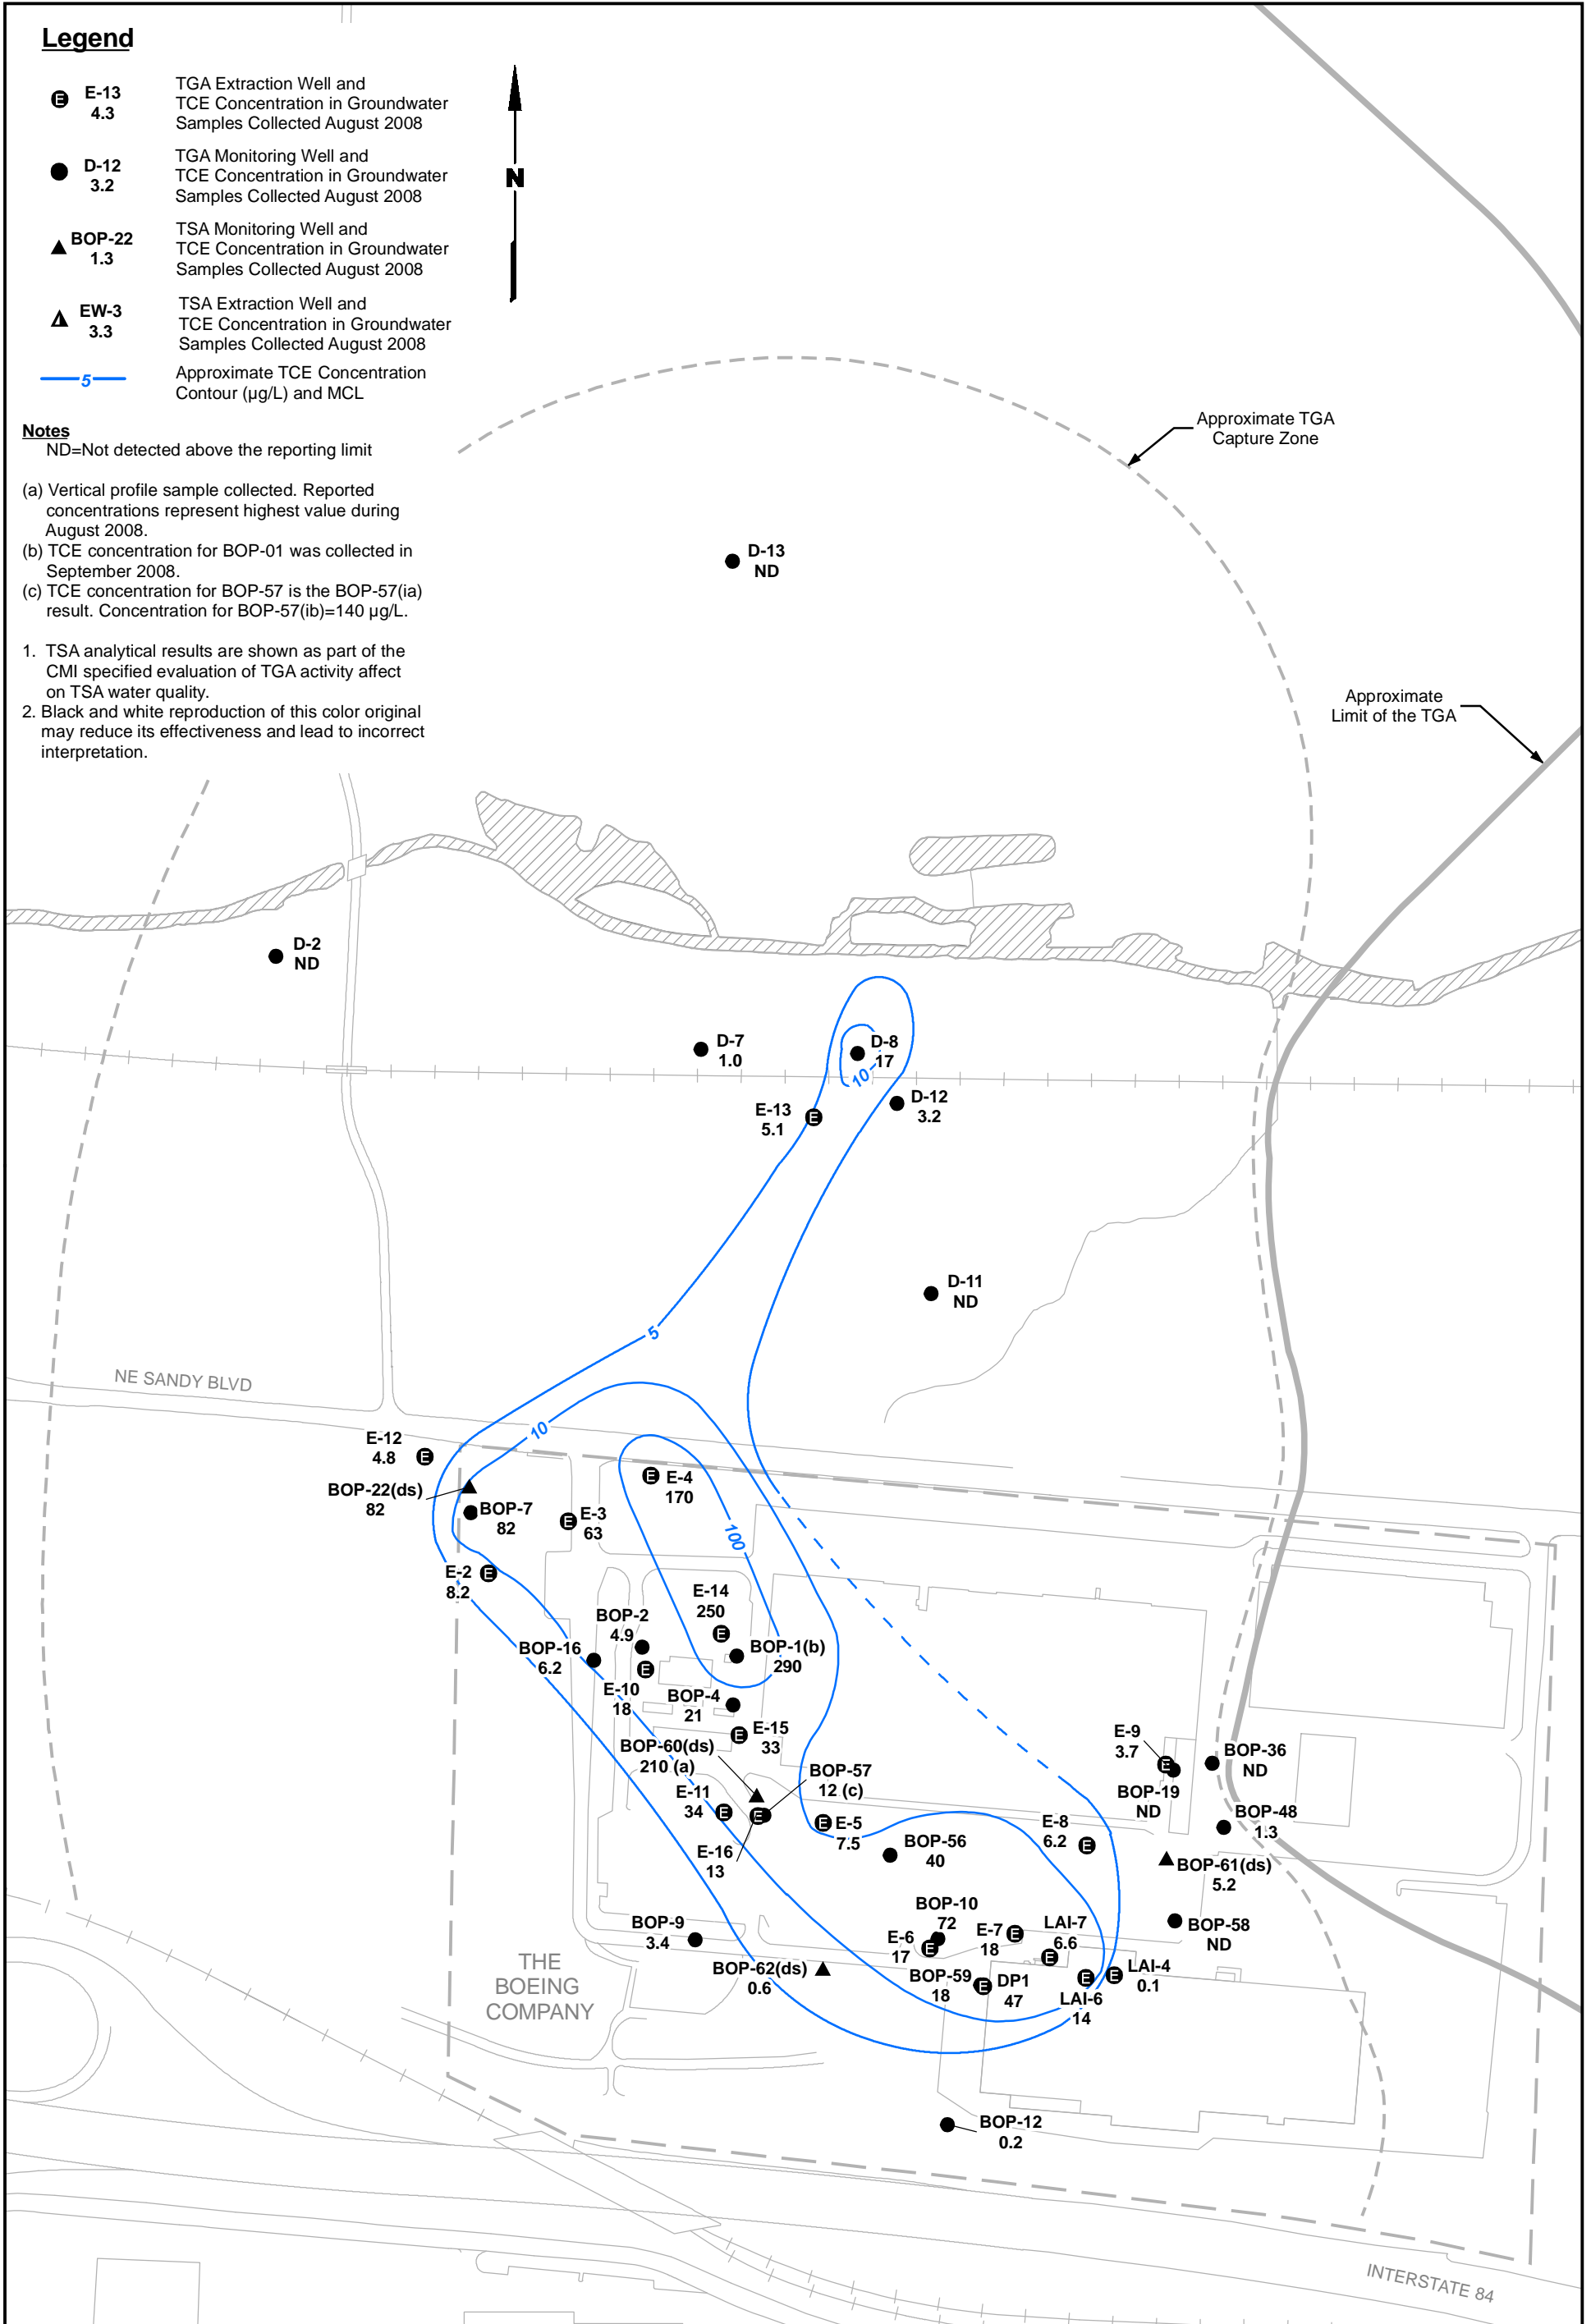 Legend
E E-13
4.3
TGA Extraction Well and
TCE Concentration in Groundwater
Samples Collected August 2008
D-12
3.2
TGA Monitoring Well and
TCE Concentration in Groundwater
Samples Collected August 2008
BOP-22
1.3
TSA Monitoring Well and
TCE Concentration in Groundwater
Samples Collected August 2008
EW-3
3.3
TSA Extraction Well and
TCE Concentration in Groundwater
Samples Collected August 2008
5
Approximate TCE Concentration
Contour (µg/L) and MCL
N
Notes
ND=Not detected above the reporting limit
(a) Vertical profile sample collected. Reported
concentrations represent highest value during
August 2008.
(b) TCE concentration for BOP-01 was collected in
September 2008.
(c) TCE concentration for BOP-57 is the BOP-57(ia)
result. Concentration for BOP-57(ib)=140 µg/L.
1. TSA analytical results are shown as part of the
CMI specified evaluation of TGA activity affect
on TSA water quality.
2. Black and white reproduction of this color original
may reduce its effectiveness and lead to incorrect
interpretation.
Approximate TGA
Capture Zone
D-13
ND
Approximate
Limit of the TGA
D-2
ND
D-7
1.0
D-8
17
10
E-13
5.1
E
D-12
3.2
D-11
ND
5
NE SANDY BLVD
10
E-12
4.8
E
BOP-22(ds)
82
BOP-7
82
E E-3
63
E E-4
170
100
E-2
8.2
E
E-14
250
E
BOP-2
4.9
BOP-16
6.2
BOP-1(b)
290
E
E-10
18
BOP-4
21
E E-15
33
BOP-60(ds)
210 (a)
BOP-57
12 (c)
E-11
34
E
E
E-16
13
E E-5
7.5
BOP-56
40
E-8
6.2
E
E-9
3.7
E
BOP-19
ND
BOP-36
ND
BOP-48
1.3
BOP-61(ds)
5.2
BOP-58
ND
BOP-10
72
E-6
17
E
E-7
18
E
LAI-7
6.6
E
BOP-9
3.4
BOP-62(ds)
0.6
BOP-59
18
E DP1
47
E
LAI-6
14
E LAI-4
0.1
THE
BOEING
COMPANY
BOP-12
0.2
INTERSTATE 84